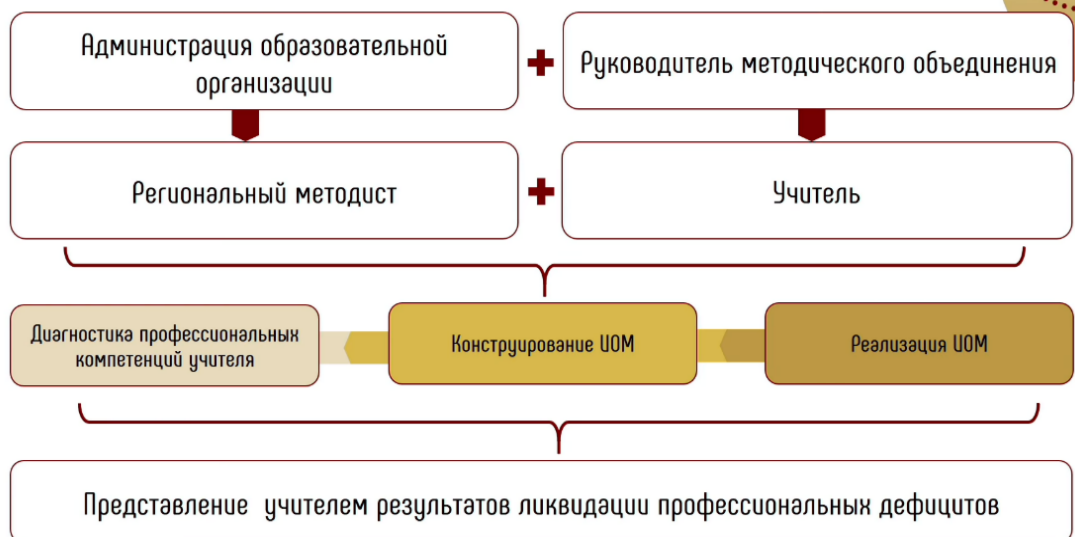 Администрация образовательной
организации
+
Руководитель методического объединения
Региональный методист
+
Учитель
Диагностика профессиональных
компетенций учителя
Конструирование ИОМ
Реализация ИОМ
Представление учителем результатов ликвидации профессиональных дефицитов